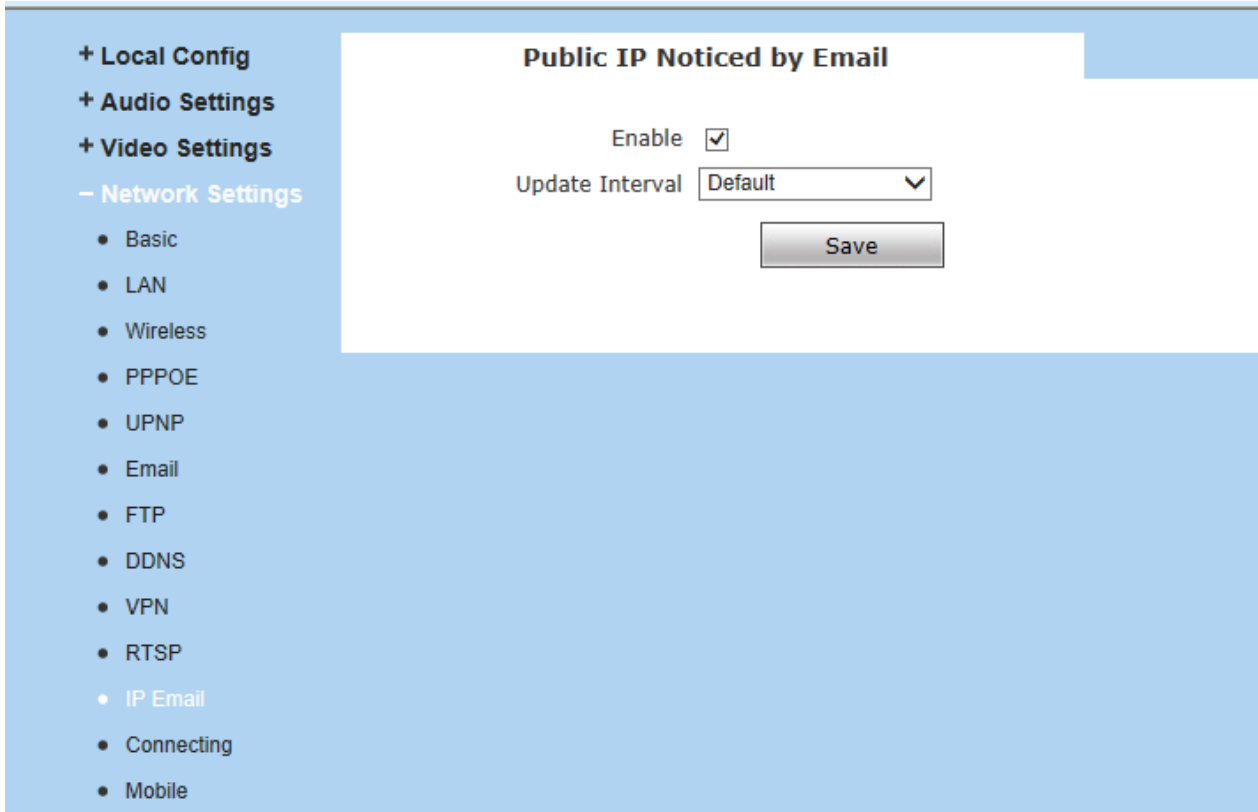 + Local Config
+ Audio Settings
+ Video Settings
– Network Settings
• Basic
• LAN
• Wireless
• PPPOE
• UPNP
• Email
• FTP
• DDNS
• VPN
• RTSP
• IP Email
• Connecting
• Mobile
Public IP Noticed by Email
Enable
Update Interval Default
Save